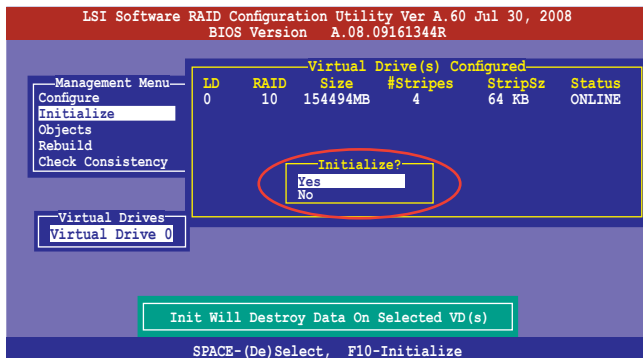 LSI Software RAID Configuration Utility Ver A.60 Jul 30, 2008
BIOS Version A.08.09161344R
Virtual Drive(s) Configured
LD RAID Size #Stripes StripSz Status
0 10 154494MB 4 64 KB ONLINE
Management Menu
Configure
Initialize
Objects
Rebuild
Check Consistency
Initialize?
Yes
No
Virtual Drives
Virtual Drive 0
Init Will Destroy Data On Selected VD(s)
SPACE-(De)Select, F10-Initialize